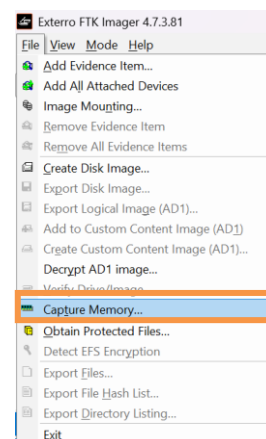 Exterro FTK Imager 4.7.3.81
File View Mode Help
Add Evidence Item...
Add All Attached Devices
Image Mounting...
Remove Evidence Item
Remove All Evidence Items
Create Disk Image...
Export Disk Image...
Export Logical Image (AD1)...
Add to Custom Content Image (AD1)
Create Custom Content Image (AD1)...
Decrypt AD1 image...
Verify Drive/Image...
Capture Memory...
Obtain Protected Files...
Detect EFS Encryption
Export Files...
Export File Hash List...
Export Directory Listing...
Exit